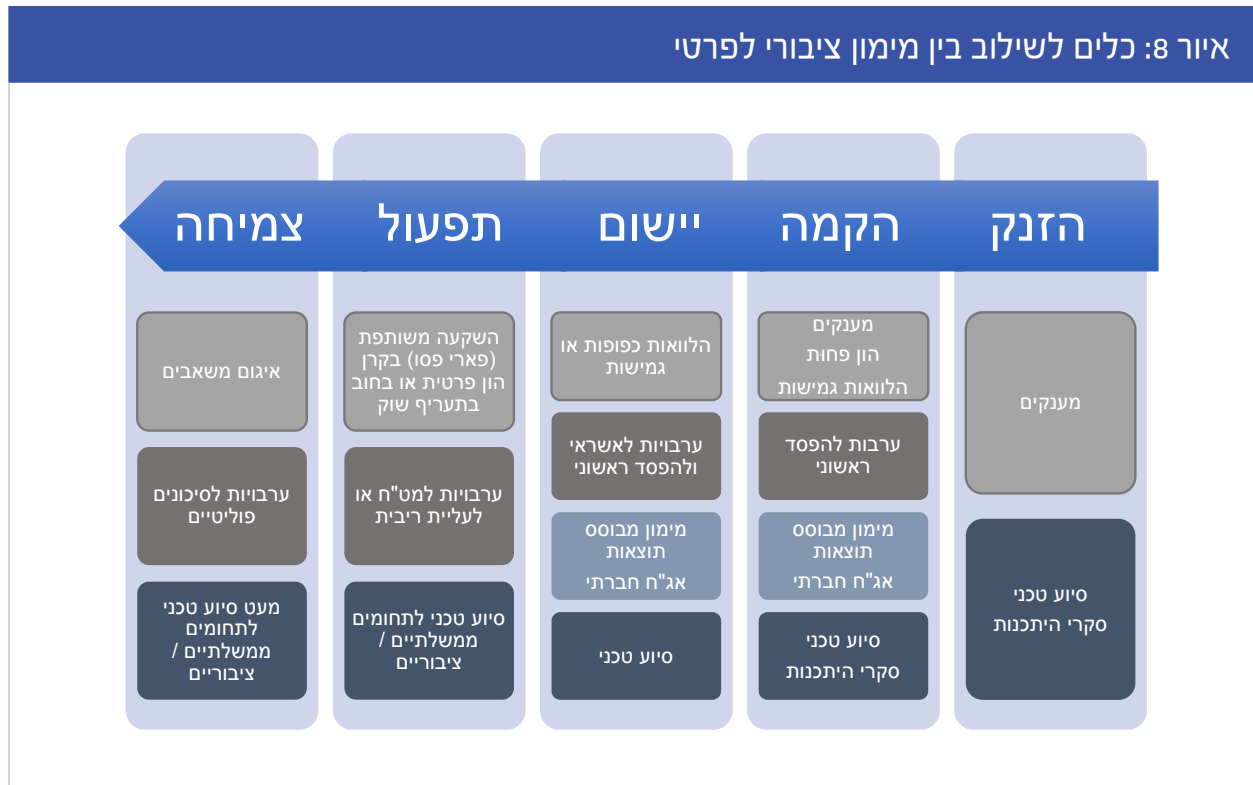 איור 8: כלים לשילוב בין מימון ציבורי לפרטי
הזנק
הקמה
יישום
תפעול
צמיחה
מענקים
סיוע טכני
סקרי היתכנות
מענקים
הון פחות
הלוואות גמישות
ערבות להפסד
ראשוני
מימון מבוסס
תוצאות
אג"ח חברתי
סיוע טכני
סקרי היתכנות
הלוואות כפופות או
גמישות
ערבויות לאשראי
ולהפסד ראשוני
מימון מבוסס
תוצאות
אג"ח חברתי
סיוע טכני
השקעה משותפת
(פארי פסו) בקרן
הון פרטית או בחוב
בתעריף שוק
ערבויות למט"ח או
לעליית ריבית
סיוע טכני לתחומים
ממשלתיים /
ציבוריים
איגום משאבים
ערבויות לסיכונים
פוליטיים
מעט סיוע טכני
לתחומים
ממשלתיים /
ציבוריים